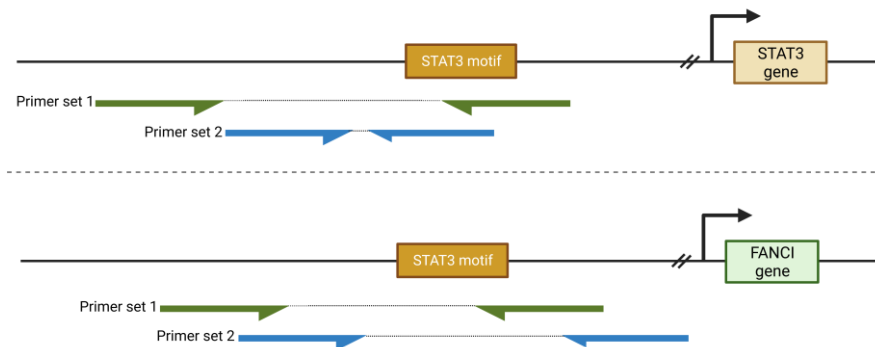 STAT3 motif
STAT3
gene
Primer set 1
Primer set 2
STAT3 motif
FANCI
gene
Primer set 1
Primer set 2